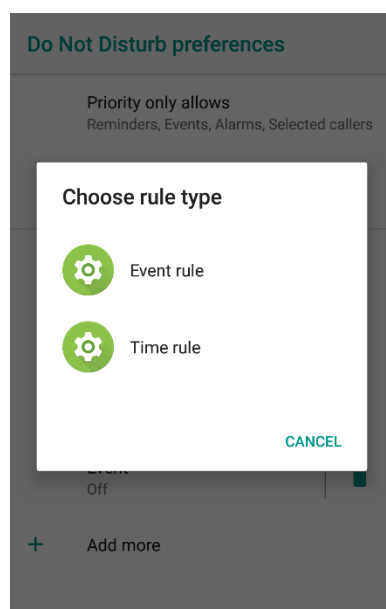 Do Not Disturb preferences
Priority only allows
Reminders, Events, Alarms, Selected callers
Choose rule type
Event rule
Time rule
CANCEL
Event
Off
Add more